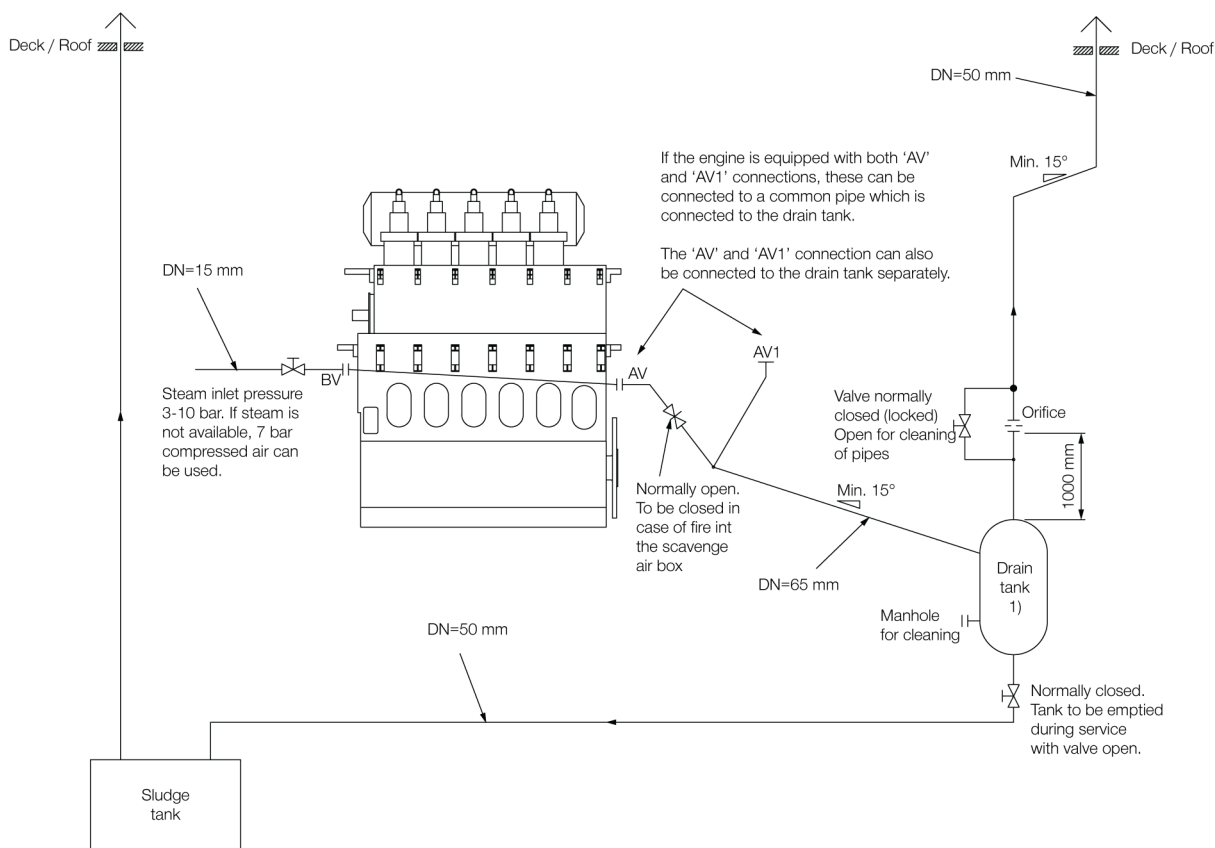 Deck / Roof
Deck / Roof
DN=50 mm
Min. 15°
If the engine is equipped with both ‘AV’
and ‘AV1’ connections, these can be
connected to a common pipe which is
connected to the drain tank.
The ‘AV’ and ‘AV1’ connection can also
be connected to the drain tank separately.
DN=15 mm
BV
AV
AV1
Steam inlet pressure
3-10 bar. If steam is
not available, 7 bar
compressed air can
be used.
Valve normally
closed (locked)
Open for cleaning
of pipes
Orifice
1000 mm
Normally open.
To be closed in
case of fire int
the scavenge
air box
Min. 15°
DN=65 mm
Drain
tank
1)
Manhole
for cleaning
DN=50 mm
Normally closed.
Tank to be emptied
during service
with valve open.
Sludge
tank